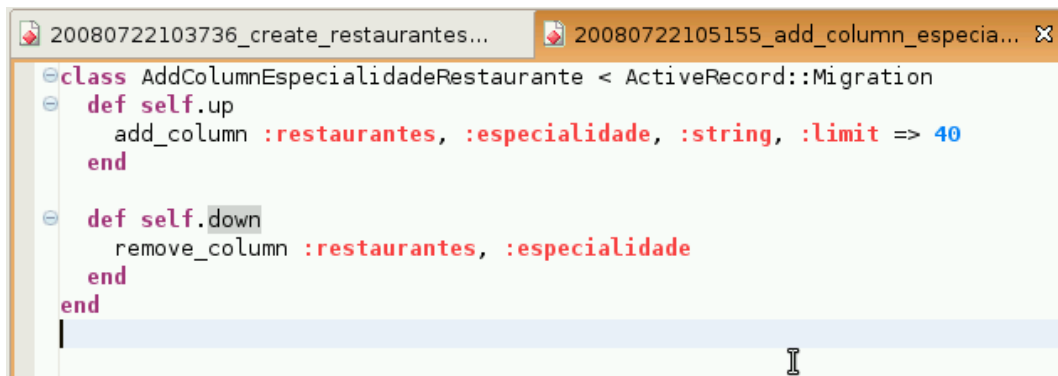 20080722103736_create_restaurantes...
20080722105155_add_column_especia...
class AddColumnEspecialidadeRestaurante < ActiveRecord::Migration
  def self.up
    add_column :restaurantes, :especialidade, :string, :limit => 40
  end

  def self.down
    remove_column :restaurantes, :especialidade
  end
end